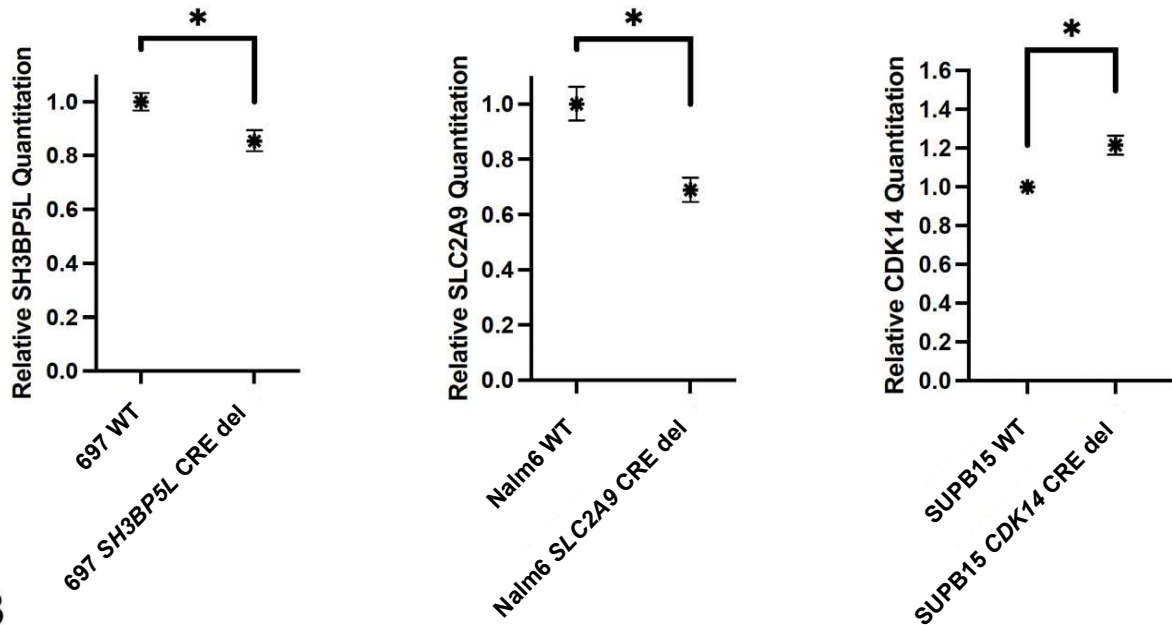 *
Relative SH3BP5L Quantitation
1.0
0.8
0.6
0.4
0.2
0.0
697 WT
697 SH3BP5L CRE del
*
Relative SLC2A9 Quantitation
1.0
0.8
0.6
0.4
0.2
0.0
Nalm6 WT
Nalm6 SLC2A9 CRE del
*
Relative CDK14 Quantitation
1.6
1.4
1.2
1.0
0.8
0.6
0.4
0.2
0.0
SUPB15 WT
SUPB15 CDK14 CRE del